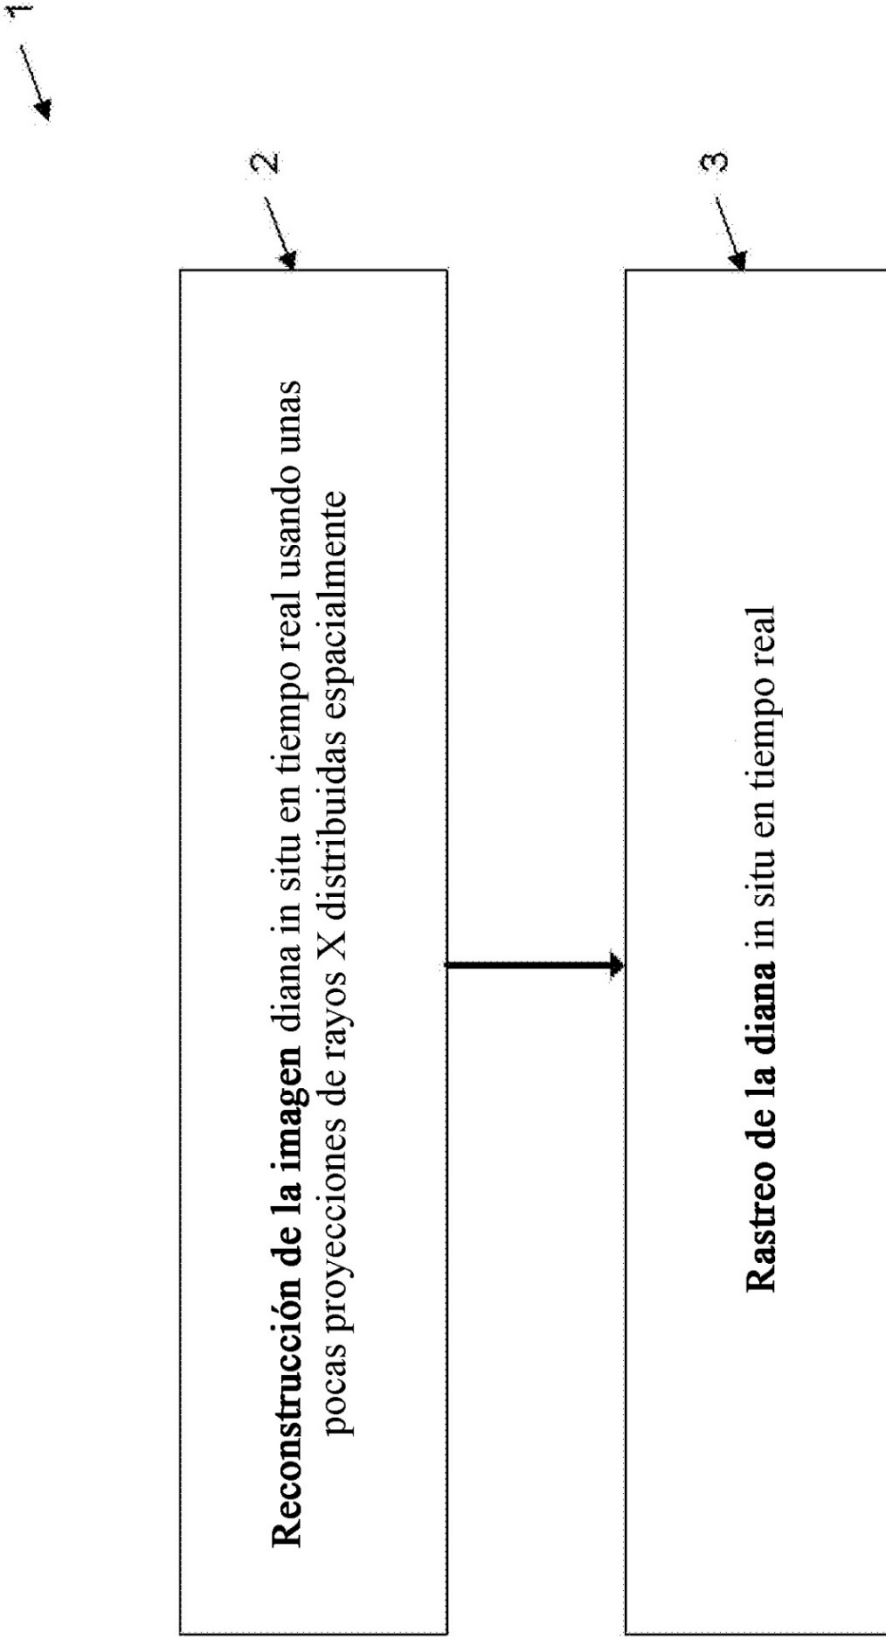 1
2
Reconstrucción de la imagen diana in situ en tiempo real usando unas
pocas proyecciones de rayos X distribuidas espacialmente
3
Rastreo de la diana in situ en tiempo real